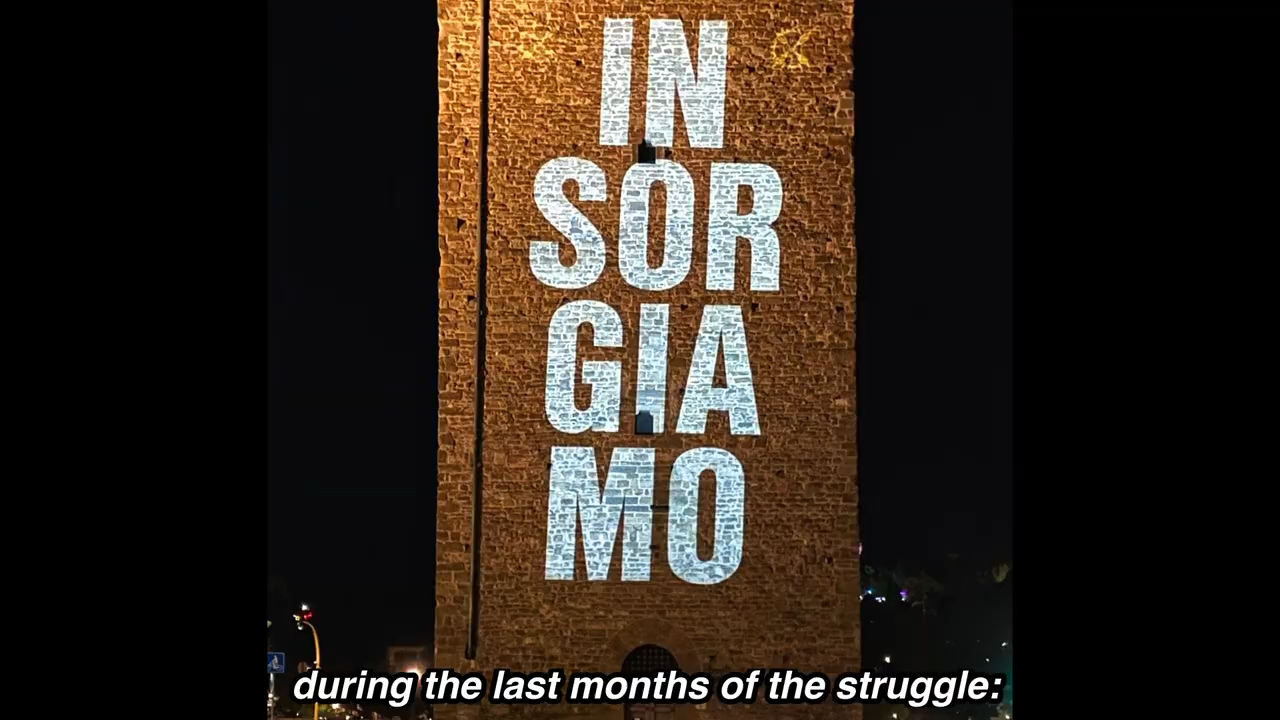 IN
SOR
GIA
MO
during the last months of the struggle: